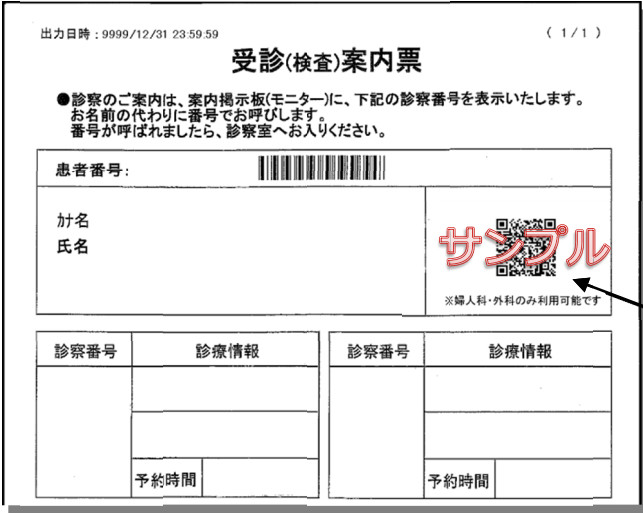 出力日時：9999/12/31 23:59:59
( 1/1 )
受診(検査)案内票
●診察のご案内は、案内掲示板(モニター)に、下記の診察番号を表示いたします。
お名前の代わりに番号でお呼びします。
番号が呼ばれましたら、診察室へお入りください。
患者番号:
ｶﾅ名
氏名
サンプル
※婦人科・外科のみ利用可能です
診察番号 診療情報 診察番号 診療情報
予約時間 予約時間